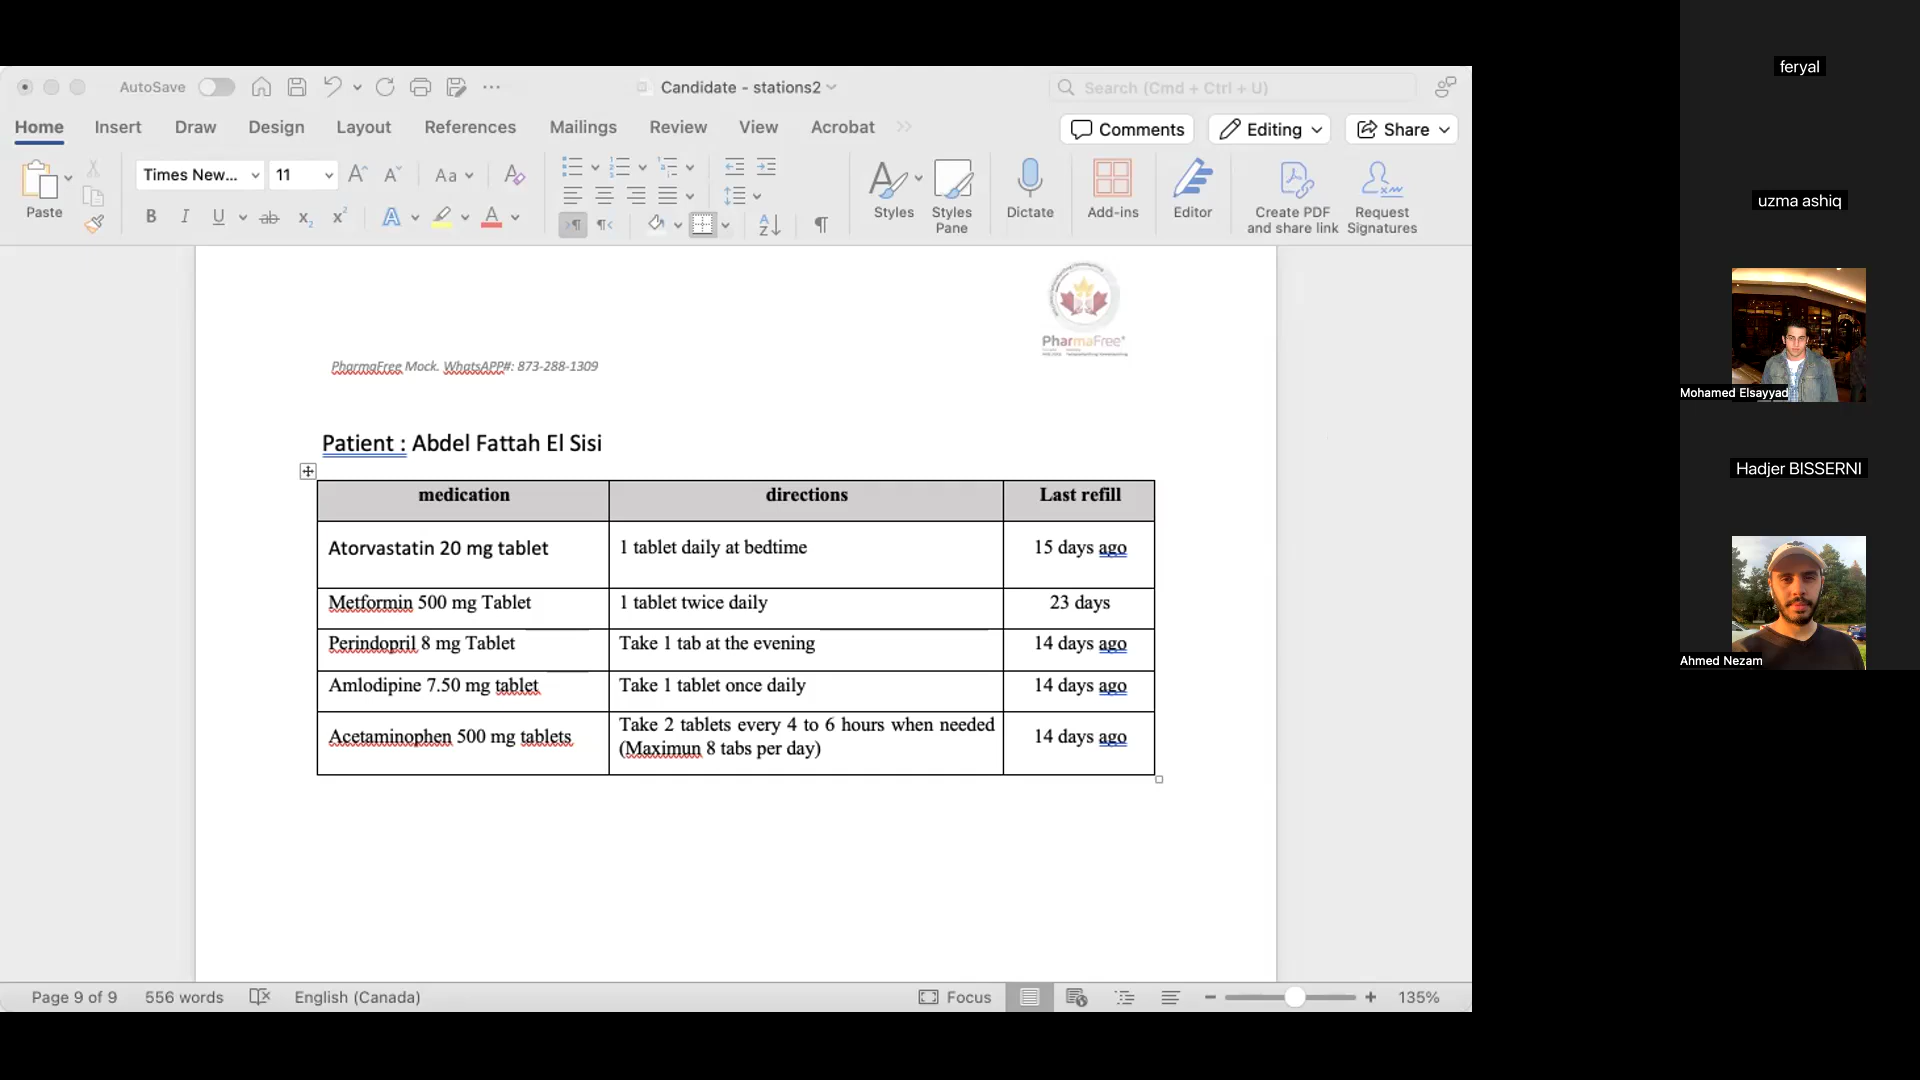 feryal
AutoSave
Candidate - stations2
Search (Cmd + Ctrl + U)
Home Insert Draw Design Layout References Mailings Review View Acrobat
Comments Editing Share
Times New... 11
Aa
Paste
Styles
Styles Pane
Dictate
Add-ins
Editor
Create PDF and share link
Request Signatures
uzma ashiq
PharmaFree*
PharmaFree Mock. WhatsAPP#: 873-288-1309
Mohamed Elsayyad
Patient : Abdel Fattah El Sisi
medication directions Last refill
Atorvastatin 20 mg tablet 1 tablet daily at bedtime 15 days ago
Metformin 500 mg Tablet 1 tablet twice daily 23 days
Perindopril 8 mg Tablet Take 1 tab at the evening 14 days ago
Amlodipine 7.50 mg tablet Take 1 tablet once daily 14 days ago
Acetaminophen 500 mg tablets Take 2 tablets every 4 to 6 hours when needed
(Maximun 8 tabs per day) 14 days ago
Hadjer BISSERNI
Ahmed Nezam
Page 9 of 9 556 words English (Canada) Focus 135%